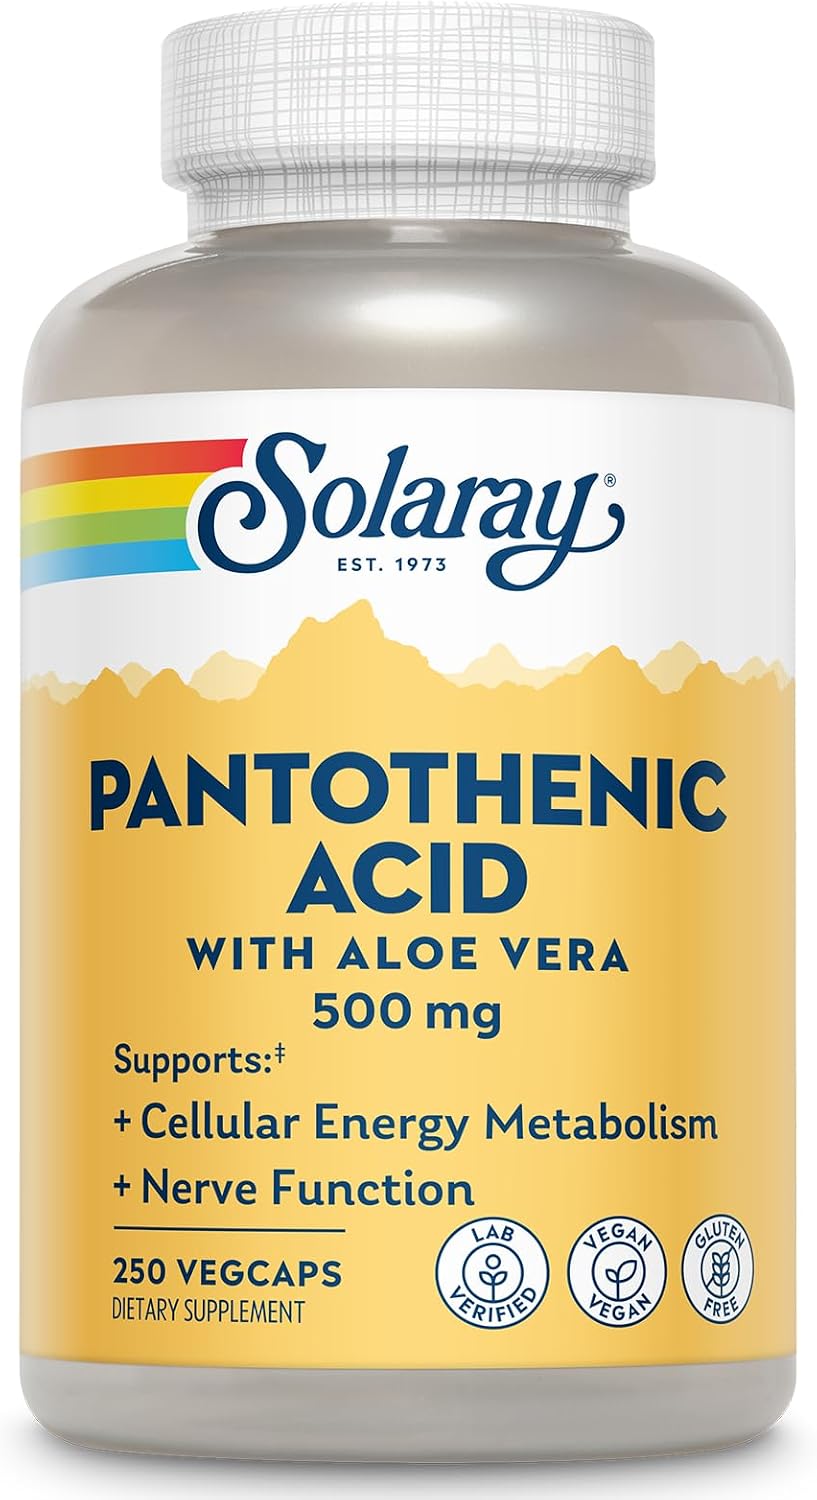 Solaray®
EST. 1973
PANTOTHENIC
ACID
WITH ALOE VERA
500 mg
Supports:‡
+ Cellular Energy Metabolism
+ Nerve Function
250 VEGCAPS
DIETARY SUPPLEMENT
LAB
VERIFIED
VEGAN
VEGAN
GLUTEN
FREE